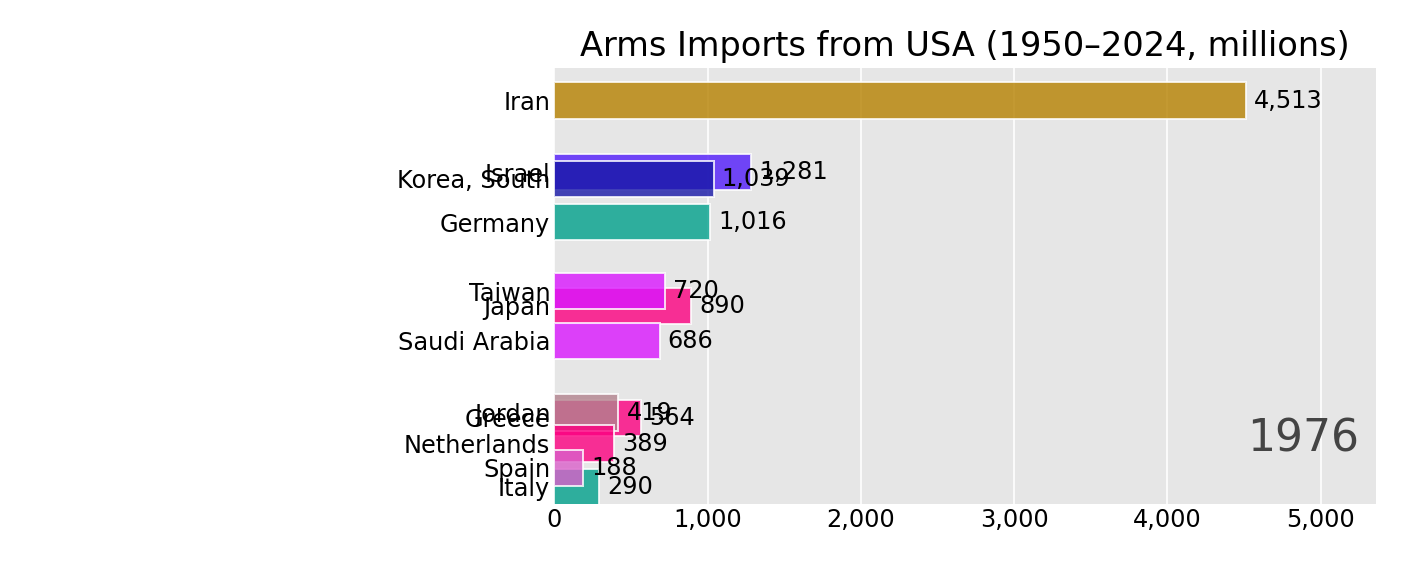 Arms Imports from USA (1950–2024, millions)
Iran 4,513
Israel 1,281
Korea, South 1,039
Germany 1,016
Taiwan 720
Japan 890
Saudi Arabia 686
Jordan 419
Greece 564
Netherlands 389
1976
Spain 188
Italy 290
0 1,000 2,000 3,000 4,000 5,000